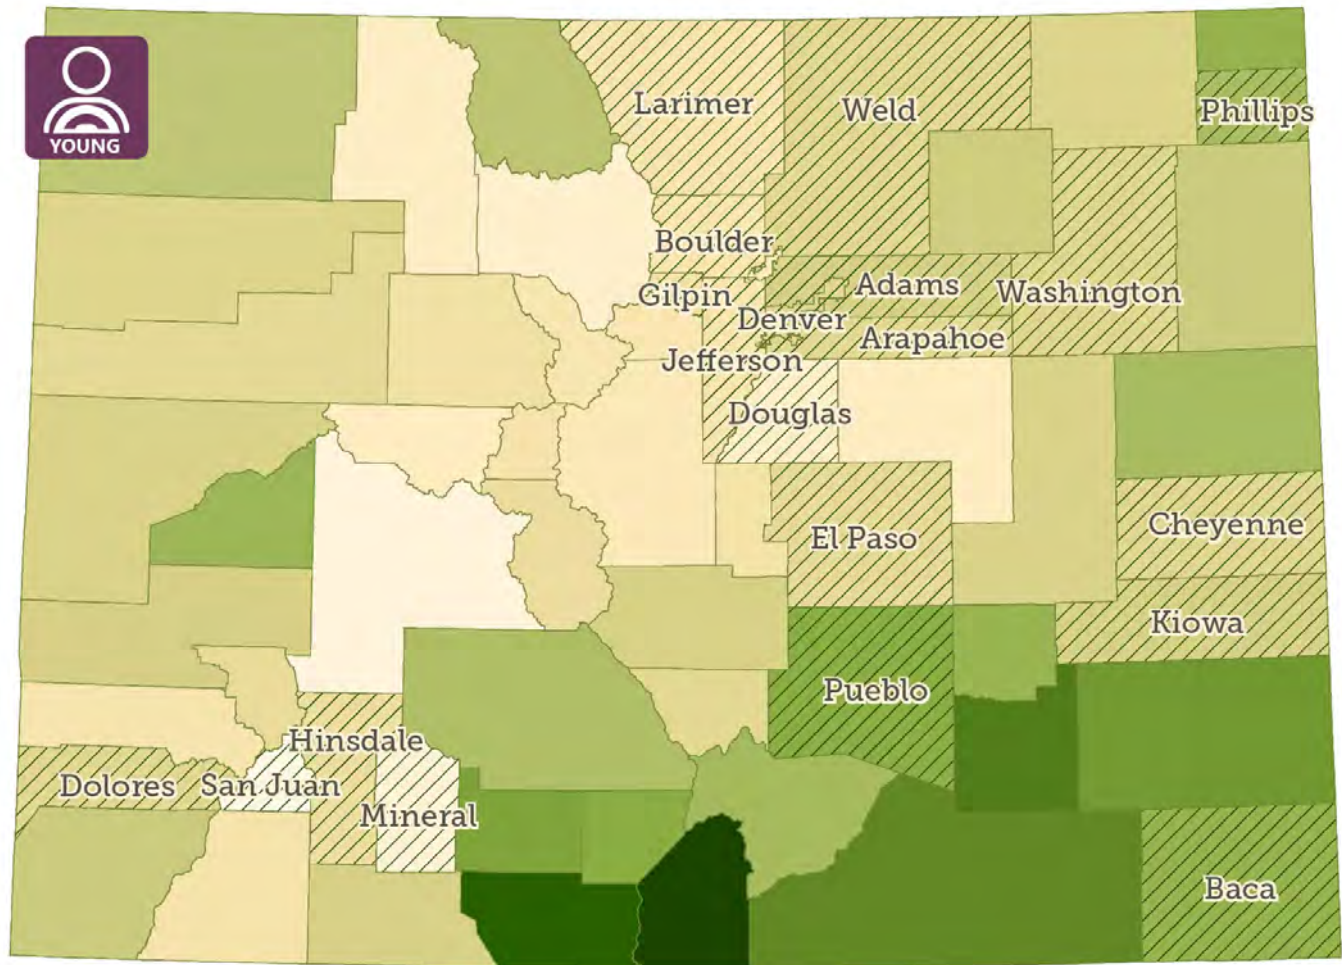 YOUNG
Larimer
Weld
Phillips
Boulder
Gilpin
Adams
Washington
Denver
Arapahoe
Jefferson
Douglas
El Paso
Cheyenne
Kiowa
Pueblo
Hinsdale
Dolores
San Juan
Mineral
Baca